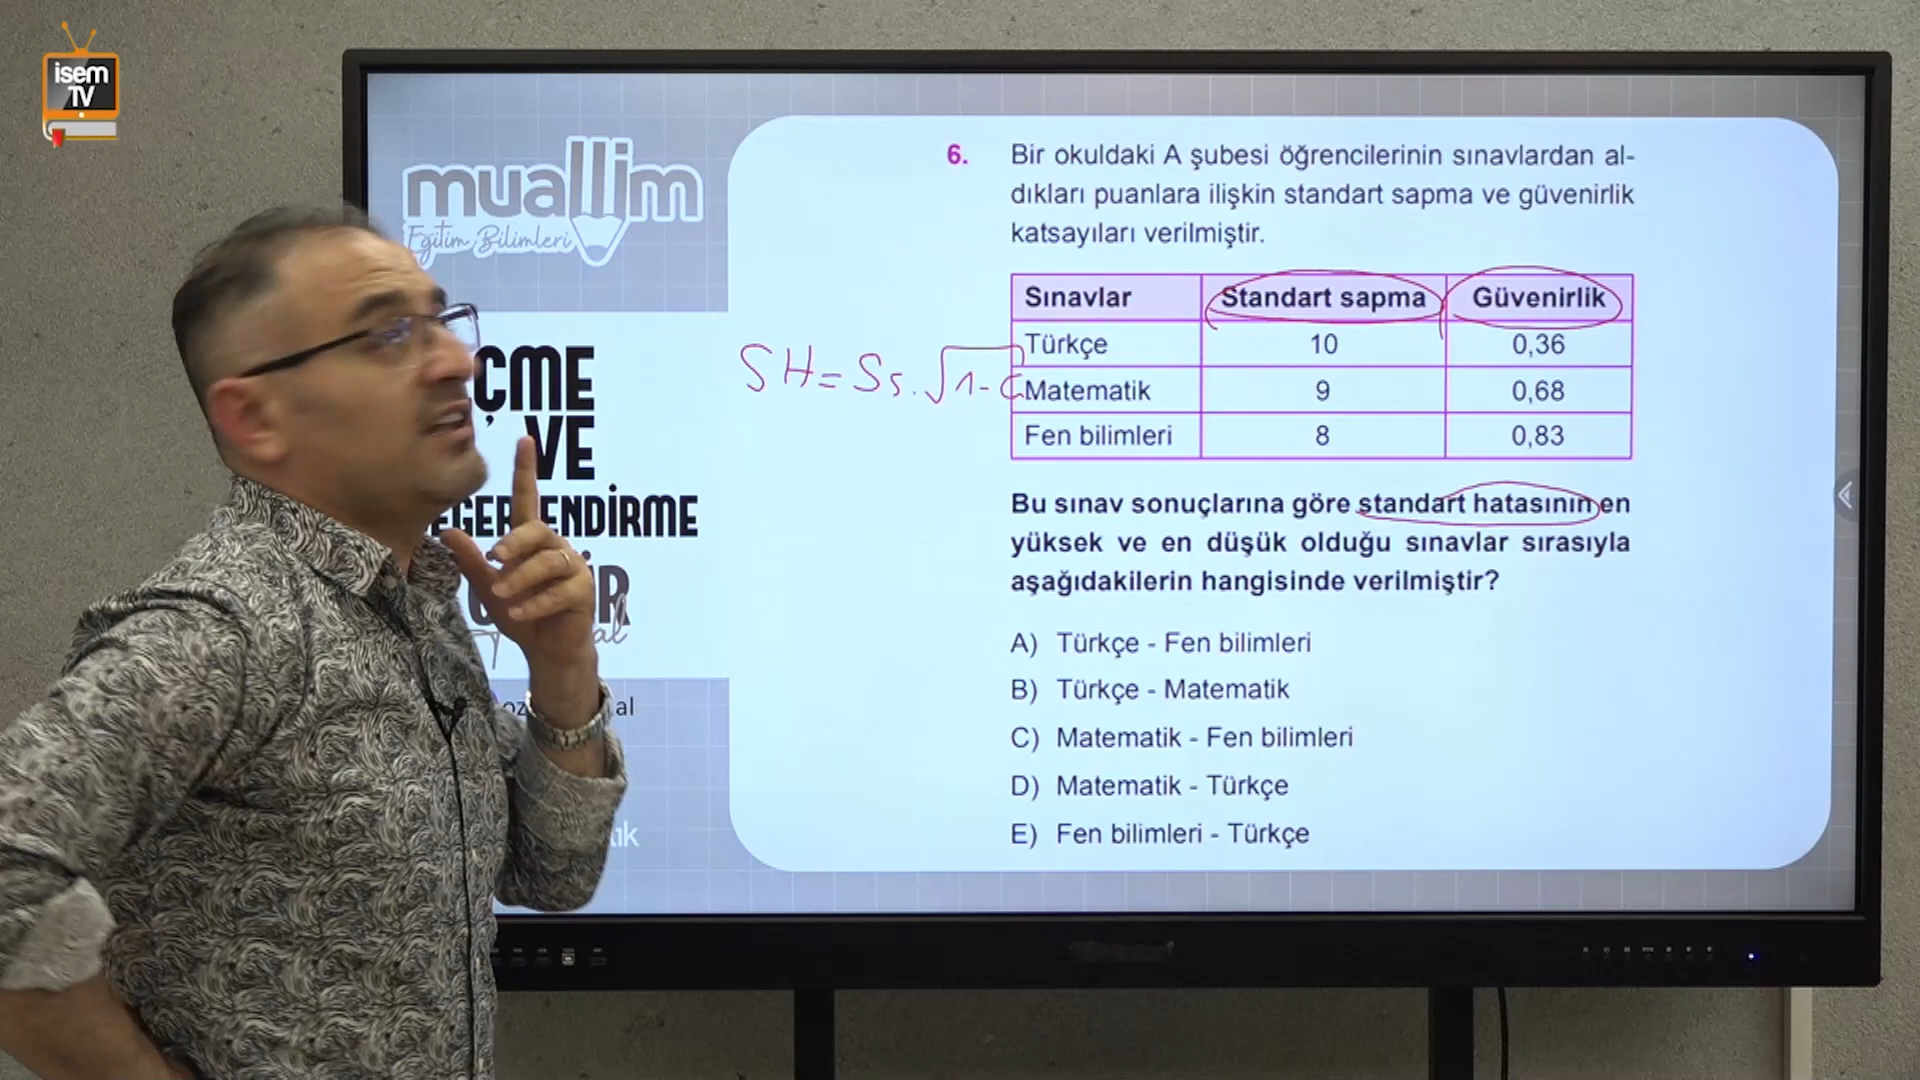 isem
TV
muallim
Eğitim Bilimleri
ÇME
VE
ENDİRME
al
6. Bir okuldaki A şubesi öğrencilerinin sınavlardan al-
dıkları puanlara ilişkin standart sapma ve güvenirlik
katsayıları verilmiştir.
Sınavlar Standart sapma Güvenirlik
Türkçe 10 0,36
Matematik 9 0,68
Fen bilimleri 8 0,83
SH = Ss. √1-G
Bu sınav sonuçlarına göre standart hatasının en
yüksek ve en düşük olduğu sınavlar sırasıyla
aşağıdakilerin hangisinde verilmiştir?
A) Türkçe - Fen bilimleri
B) Türkçe - Matematik
C) Matematik - Fen bilimleri
D) Matematik - Türkçe
E) Fen bilimleri - Türkçe